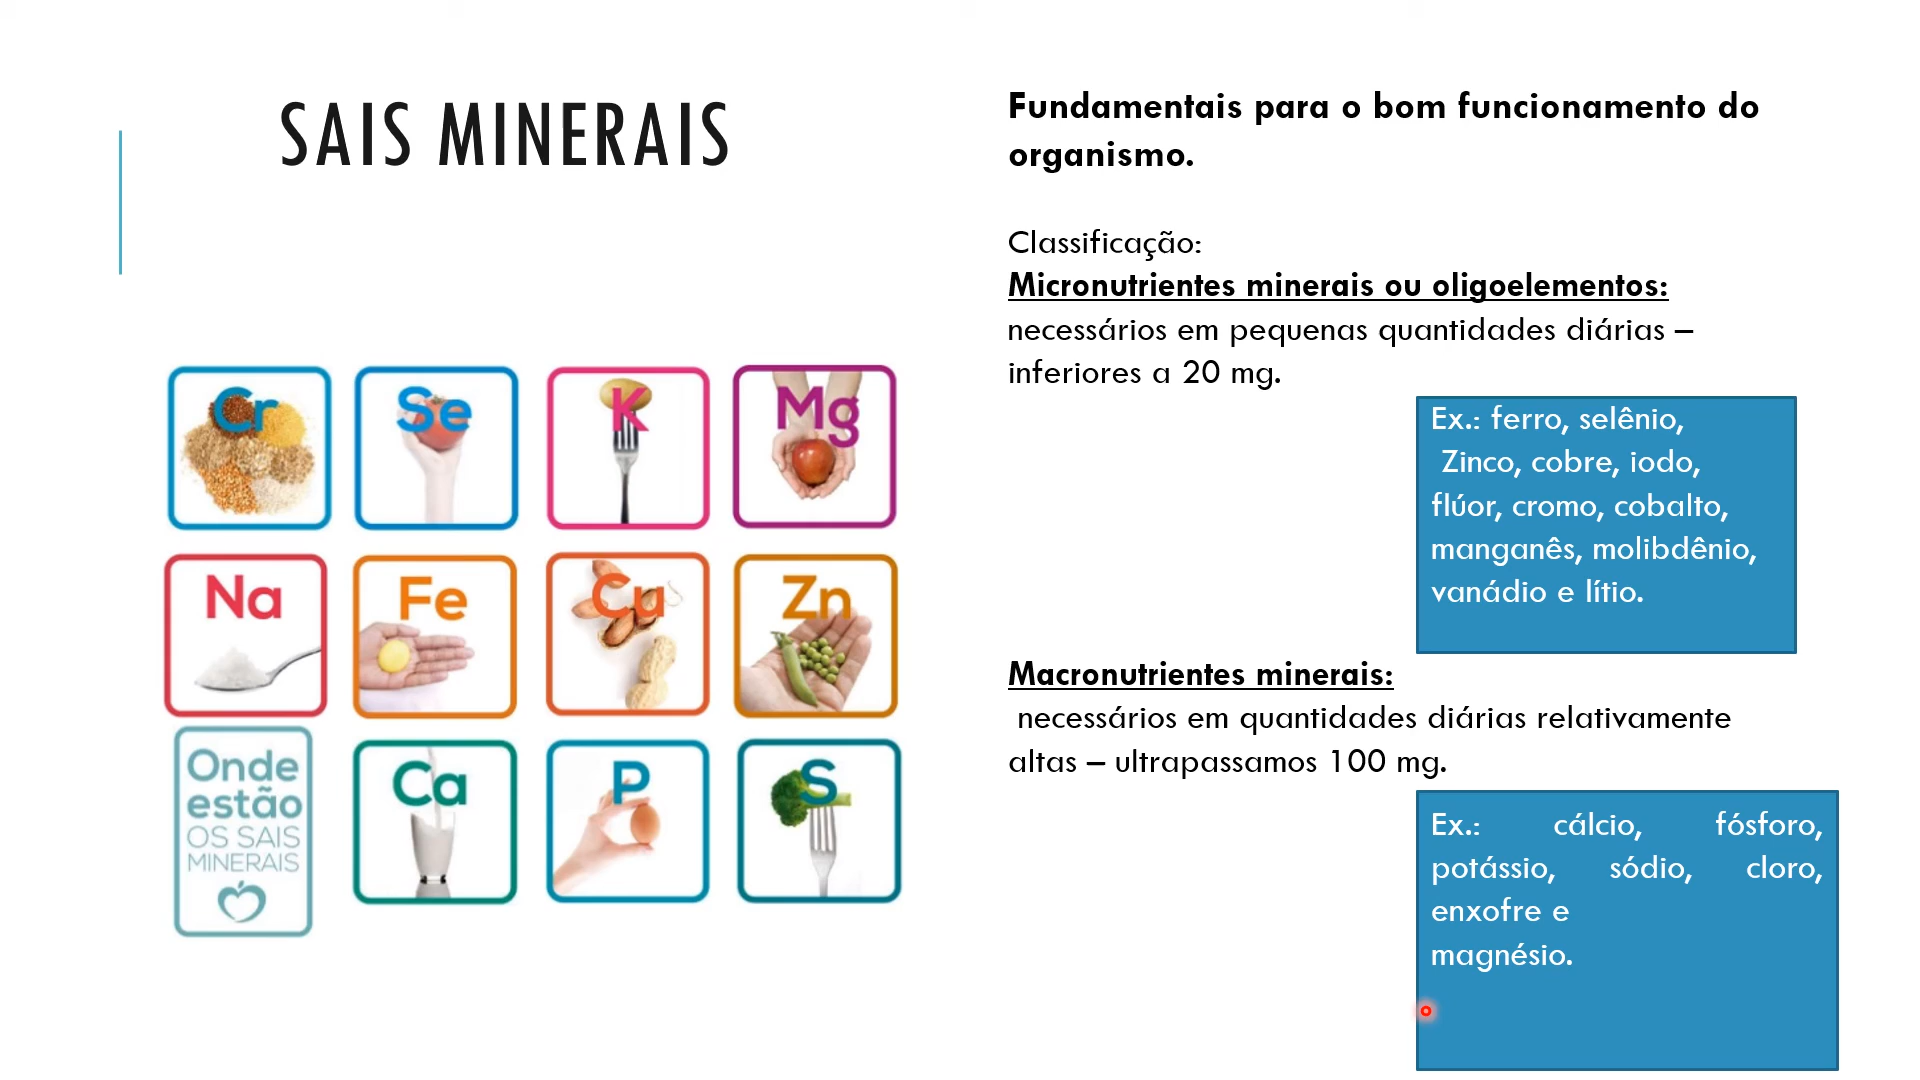 SAIS MINERAIS
Cr
Se
K
Mg
Na
Fe
Cu
Zn
Onde
estão
OS SAIS
MINERAIS
Ca
P
S
Fundamentais para o bom funcionamento do
organismo.
Classificação:
Micronutrientes minerais ou oligoelementos:
necessários em pequenas quantidades diárias –
inferiores a 20 mg.
Ex.: ferro, selênio,
Zinco, cobre, iodo,
flúor, cromo, cobalto,
manganês, molibdênio,
vanádio e lítio.
Macronutrientes minerais:
necessários em quantidades diárias relativamente
altas – ultrapassamos 100 mg.
Ex.: cálcio, fósforo,
potássio, sódio, cloro,
enxofre e
magnésio.